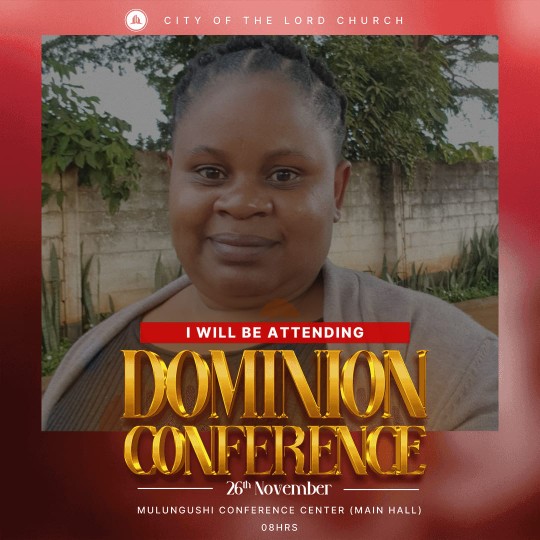 CITY OF THE LORD CHURCH
I WILL BE ATTENDING
DOMINION
CONFERENCE
26th November
MULUNGUSHI CONFERENCE CENTER (MAIN HALL)
08HRS